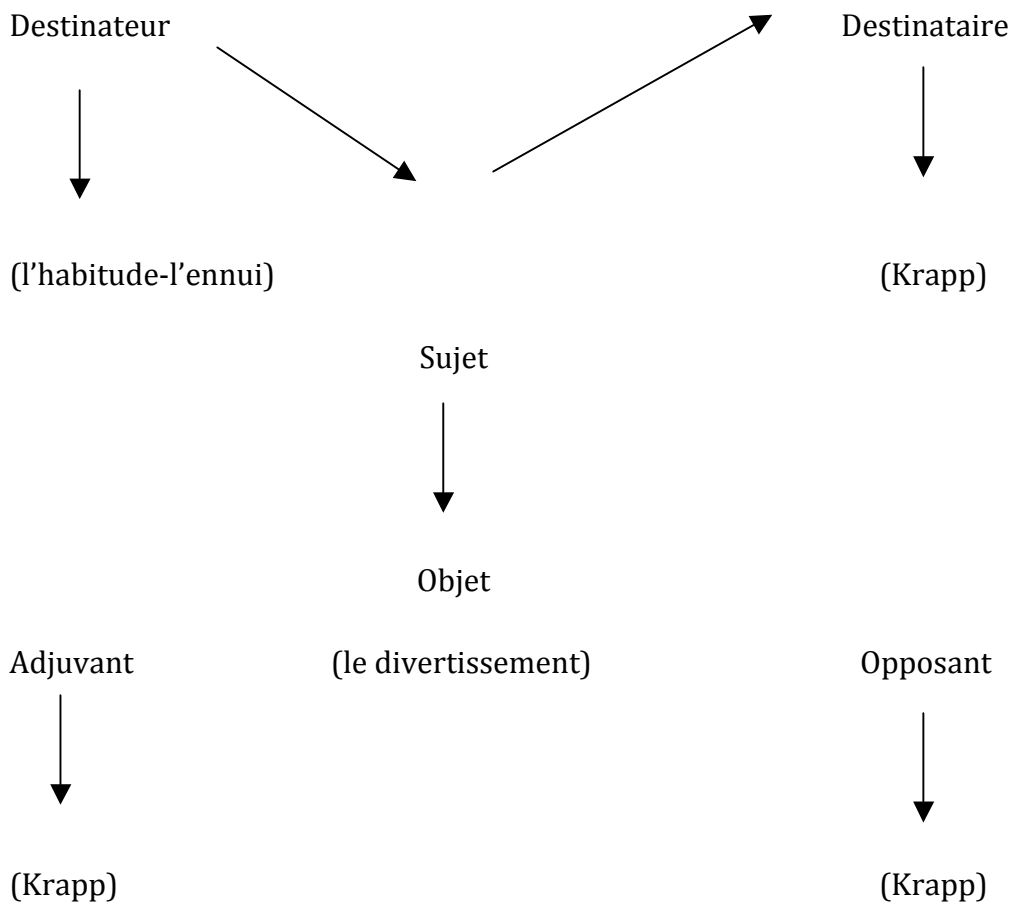 Destinateur Destinataire
(l'habitude-l'ennui) (Krapp)
Sujet
Objet
Adjuvant (le divertissement) Opposant
(Krapp) (Krapp)